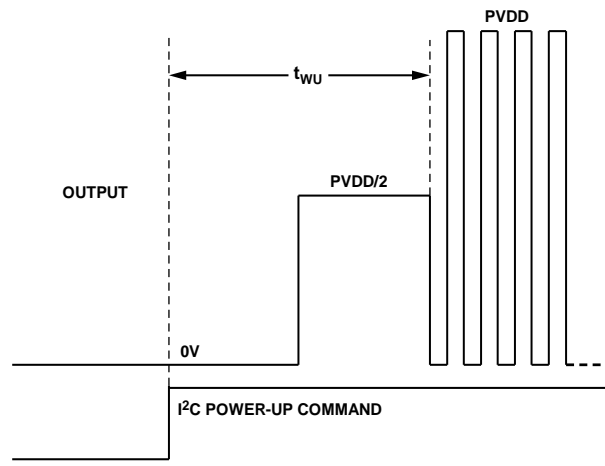 PVDD
tWU
PVDD/2
OUTPUT
0V
I²C POWER-UP COMMAND